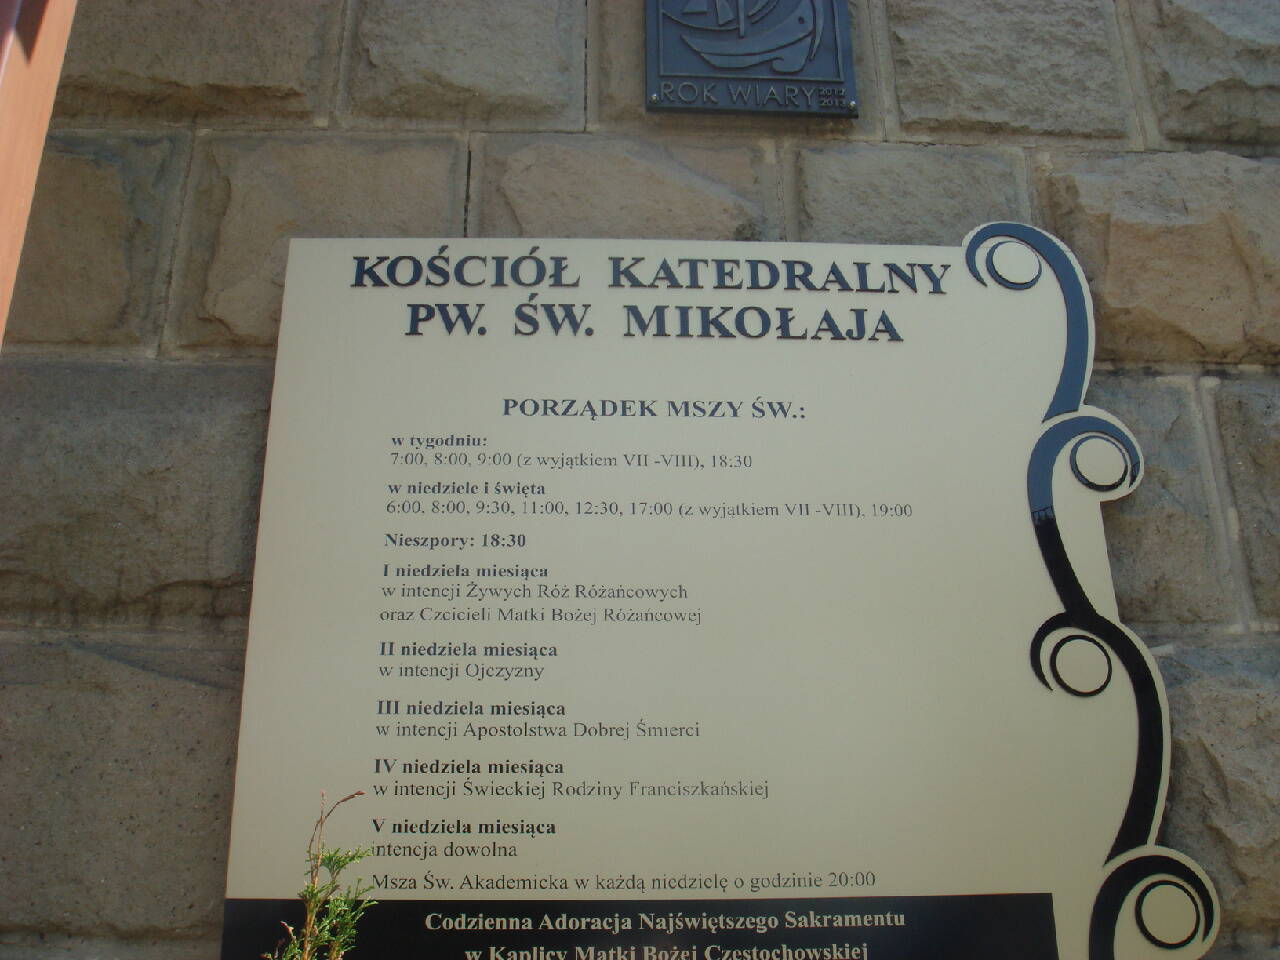 ROK WIARY 2012 2013
KOŚCIÓŁ KATEDRALNY
PW. ŚW. MIKOŁAJA
PORZĄDEK MSZY ŚW.:
w tygodniu:
7:00, 8:00, 9:00 (z wyjątkiem VII -VIII), 18:30
w niedziele i święta
6:00, 8:00, 9:30, 11:00, 12:30, 17:00 (z wyjątkiem VII -VIII), 19:00
Nieszpory: 18:30
I niedziela miesiąca
w intencji Żywych Róż Różańcowych
oraz Czcicieli Matki Bożej Różańcowej
II niedziela miesiąca
w intencji Ojczyzny
III niedziela miesiąca
w intencji Apostolstwa Dobrej Śmierci
IV niedziela miesiąca
w intencji Świeckiej Rodziny Franciszkańskiej
V niedziela miesiąca
intencja dowolna
Msza Św. Akademicka w każdą niedzielę o godzinie 20:00
Codzienna Adoracja Najświętszego Sakramentu
w Kaplicy Matki Bożej Częstochowskiej